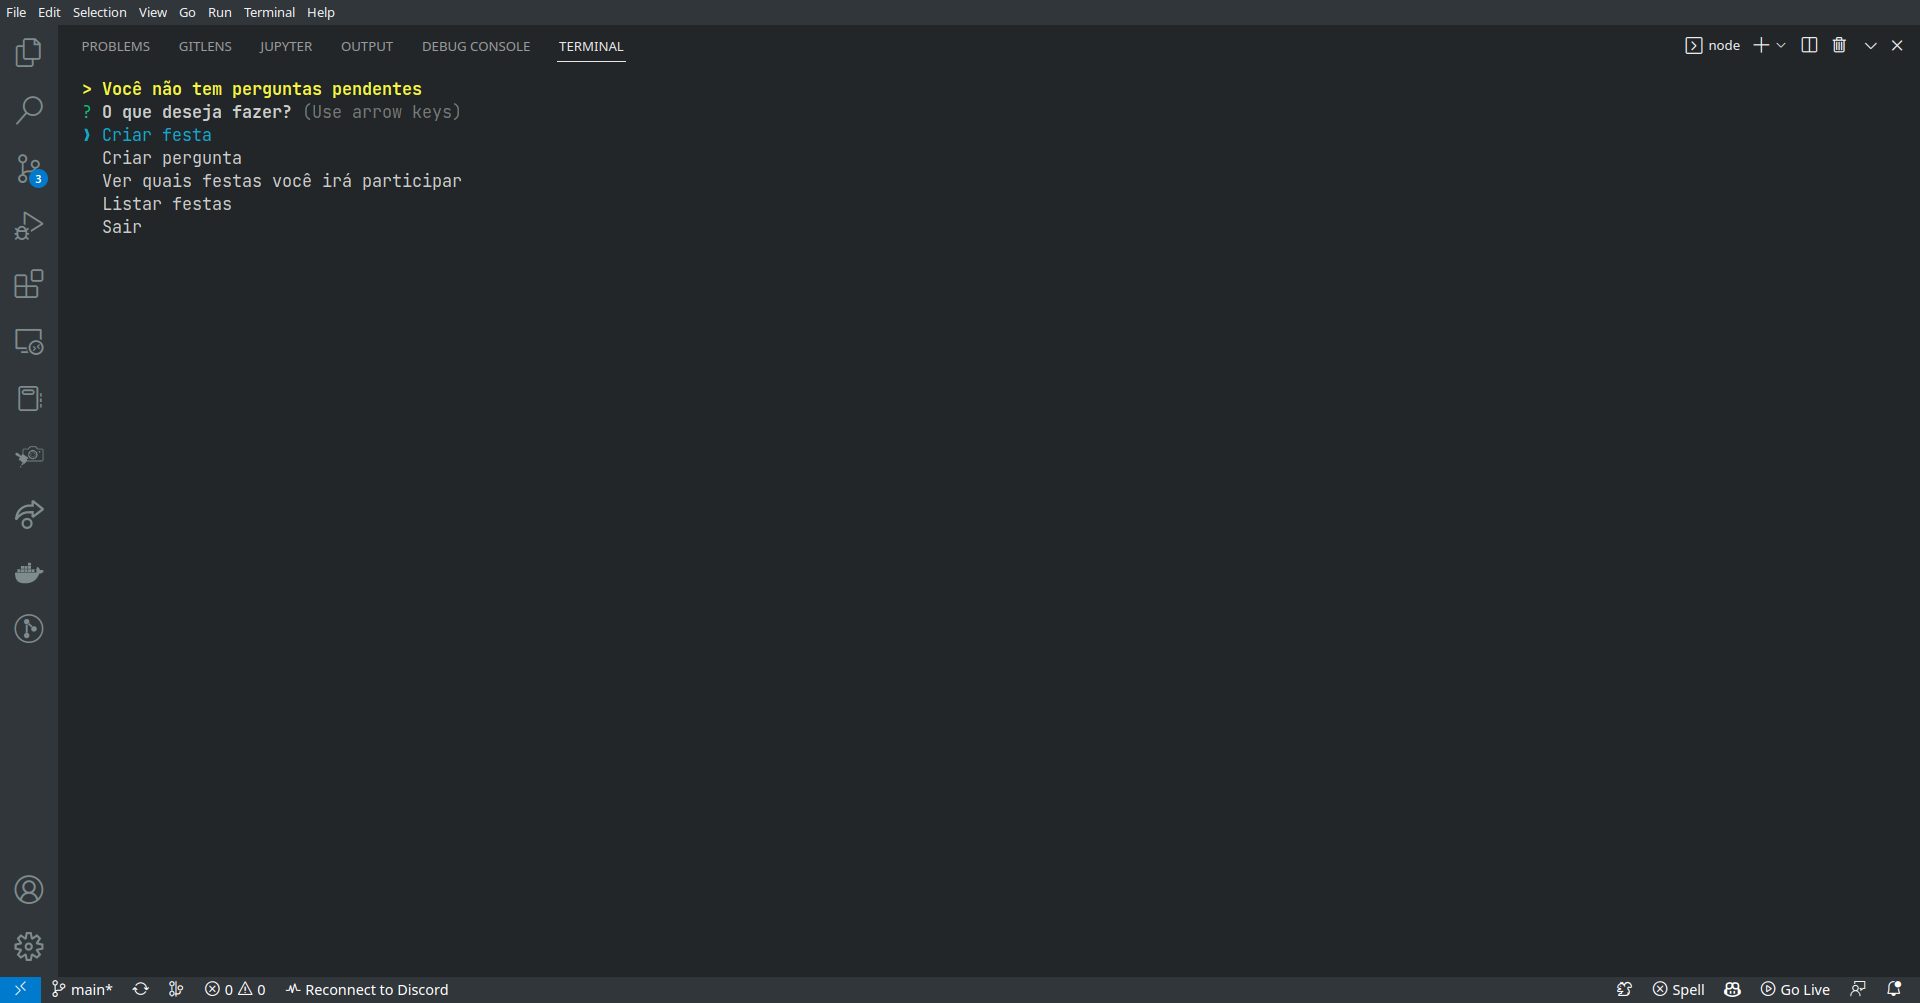 File Edit Selection View Go Run Terminal Help
PROBLEMS GITLENS JUPYTER OUTPUT DEBUG CONSOLE TERMINAL
node
> Você não tem perguntas pendentes
? O que deseja fazer? (Use arrow keys)
❯ Criar festa
Criar pergunta
Ver quais festas você irá participar
Listar festas
Sair
3
main* 0 0 Reconnect to Discord Spell Go Live